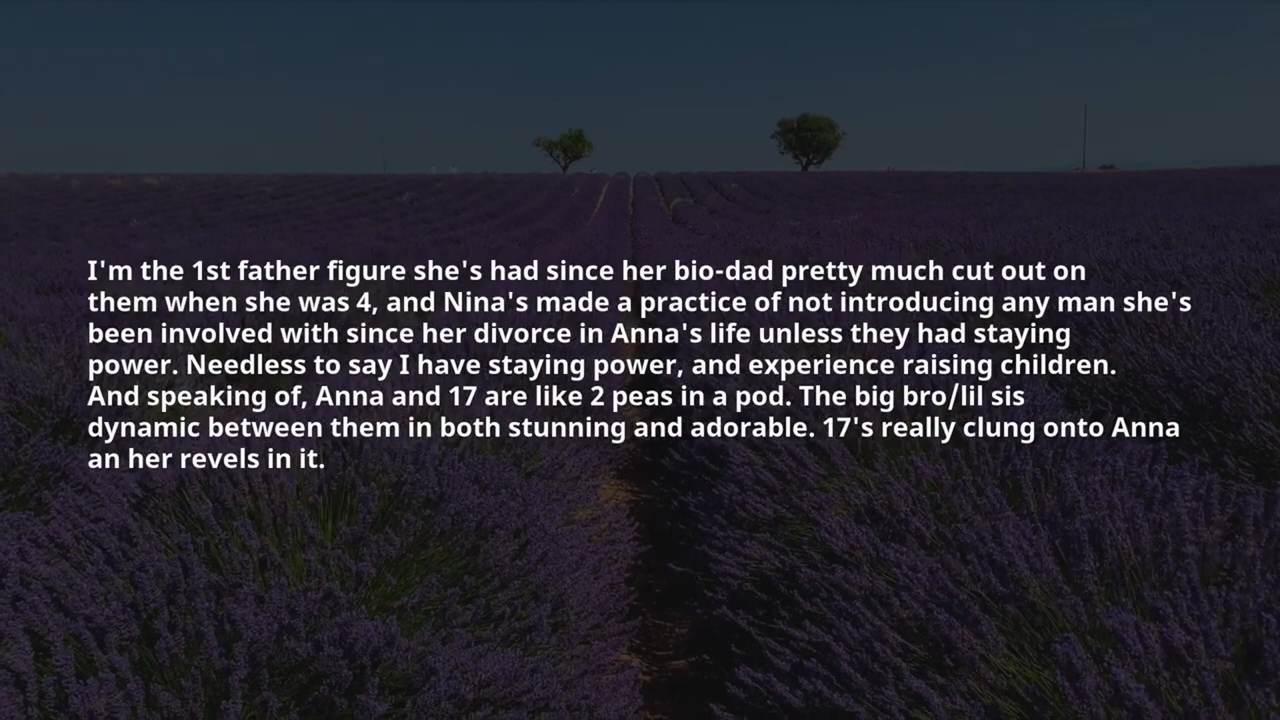 I'm the 1st father figure she's had since her bio-dad pretty much cut out on
them when she was 4, and Nina's made a practice of not introducing any man she's
been involved with since her divorce in Anna's life unless they had staying
power. Needless to say I have staying power, and experience raising children.
And speaking of, Anna and 17 are like 2 peas in a pod. The big bro/lil sis
dynamic between them in both stunning and adorable. 17's really clung onto Anna
an her revels in it.